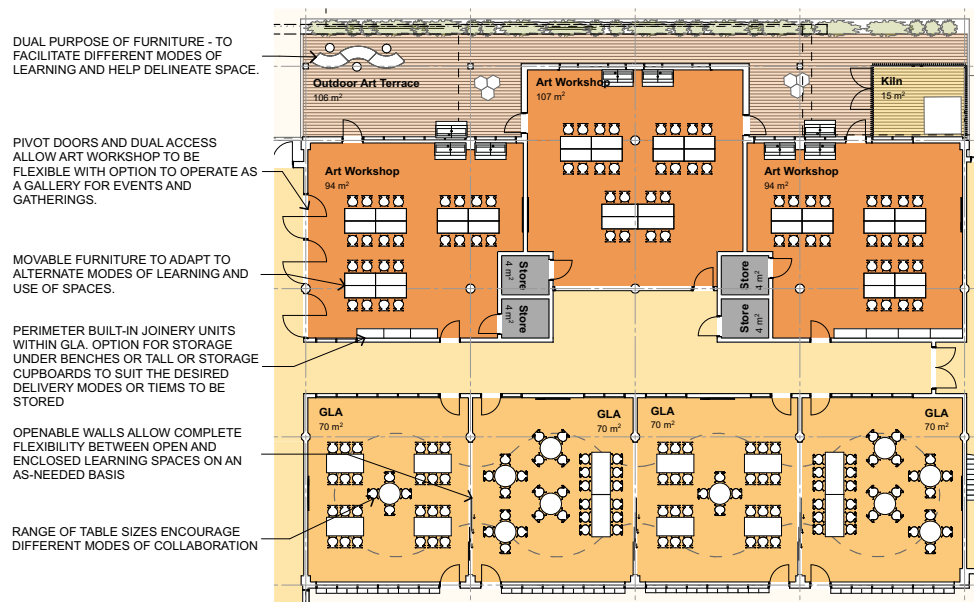 DUAL PURPOSE OF FURNITURE - TO
FACILITATE DIFFERENT MODES OF
LEARNING AND HELP DELINEATE SPACE.
PIVOT DOORS AND DUAL ACCESS
ALLOW ART WORKSHOP TO BE
FLEXIBLE WITH OPTION TO OPERATE AS
A GALLERY FOR EVENTS AND
GATHERINGS.
MOVABLE FURNITURE TO ADAPT TO
ALTERNATE MODES OF LEARNING AND
USE OF SPACES.
PERIMETER BUILT-IN JOINERY UNITS
WITHIN GLA. OPTION FOR STORAGE
UNDER BENCHES OR TALL OR STORAGE
CUPBOARDS TO SUIT THE DESIRED
DELIVERY MODES OR TIEMS TO BE
STORED
OPENABLE WALLS ALLOW COMPLETE
FLEXIBILITY BETWEEN OPEN AND
ENCLOSED LEARNING SPACES ON AN
AS-NEEDED BASIS
RANGE OF TABLE SIZES ENCOURAGE
DIFFERENT MODES OF COLLABORATION
Outdoor Art Terrace
106 m²
Art Workshop
107 m²
Kiln
15 m²
Art Workshop
94 m²
Art Workshop
94 m²
Store
4 m²
Store
4 m²
Store
4 m²
Store
4 m²
GLA
70 m²
GLA
70 m²
GLA
70 m²
GLA
70 m²